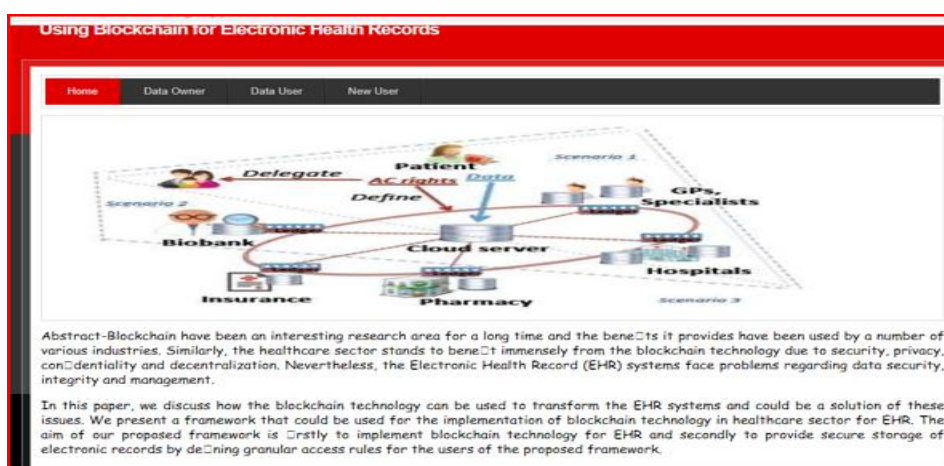 Using Blockchain for Electronic Health Records
Home Data Owner Data User New User
Patient
Scenario 1
Delegate
AC rights Data
GPs,
Define
Specialists
Scenario 2
Biobank
Cloud server
Hospitals
Insurance
Pharmacy
Scenario 3
Abstract-Blockchain have been an interesting research area for a long time and the bene□ts it provides have been used by a number of
various industries. Similarly, the healthcare sector stands to bene□t immensely from the blockchain technology due to security, privacy,
con□dentiality and decentralization. Nevertheless, the Electronic Health Record (EHR) systems face problems regarding data security,
integrity and management.
In this paper, we discuss how the blockchain technology can be used to transform the EHR systems and could be a solution of these
issues. We present a framework that could be used for the implementation of blockchain technology in healthcare sector for EHR. The
aim of our proposed framework is □rstly to implement blockchain technology for EHR and secondly to provide secure storage of
electronic records by de□ning granular access rules for the users of the proposed framework.